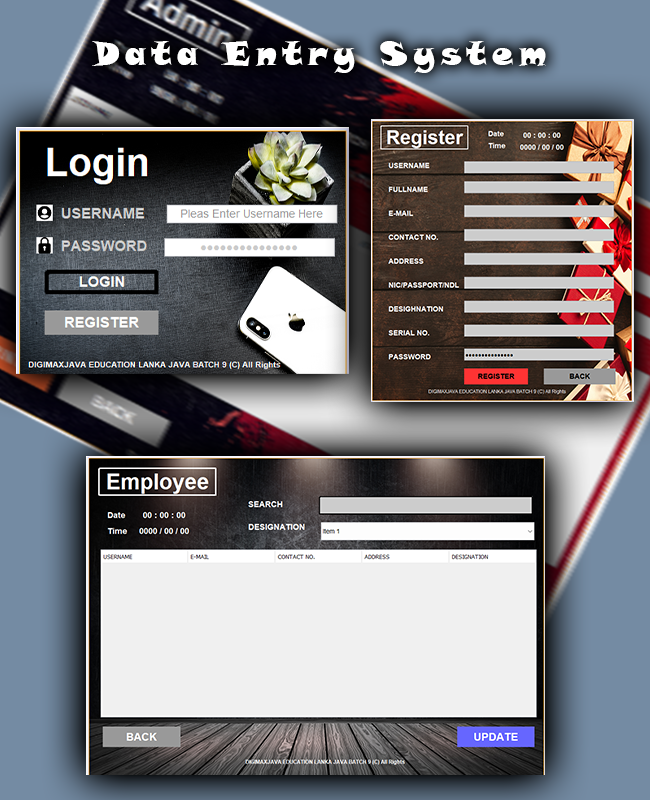 Admin
Data Entry System
Login
USERNAME
Pleas Enter Username Here
PASSWORD
LOGIN
REGISTER
DIGIMAXJAVA EDUCATION LANKA JAVA BATCH 9 (C) All Rights
Register
Date 00 : 00 : 00
Time 0000 / 00 / 00
USERNAME
FULLNAME
E-MAIL
CONTACT NO.
ADDRESS
NIC/PASSPORT/NDL
DESIGHNATION
SERIAL NO.
PASSWORD
REGISTER BACK
DIGIMAXJAVA EDUCATION LANKA JAVA BATCH 9 (C) All Rights
BACK
Employee
Date 00 : 00 : 00
Time 0000 / 00 / 00
SEARCH
DESIGNATION Item 1
USERNAME E-MAIL CONTACT NO. ADDRESS DESIGNATION
BACK UPDATE
DIGIMAXJAVA EDUCATION LANKA JAVA BATCH 9 (C) All Rights